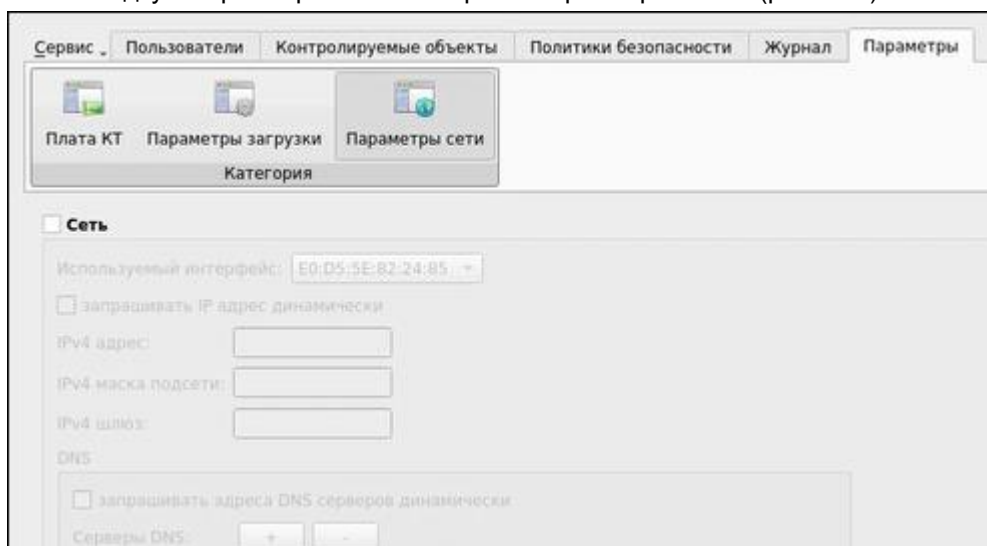 Сервис Пользователи Контролируемые объекты Политики безопасности Журнал Параметры
Плата КТ Параметры загрузки Параметры сети
Категория
Сеть
Используемый интерфейс: E0:D5:5E:82:24:85
запрашивать IP адрес динамически
IPv4 адрес:
IPv4 маска подсети:
IPv4 шлюз:
DNS
запрашивать адреса DNS серверов динамически
Серверы DNS: + -